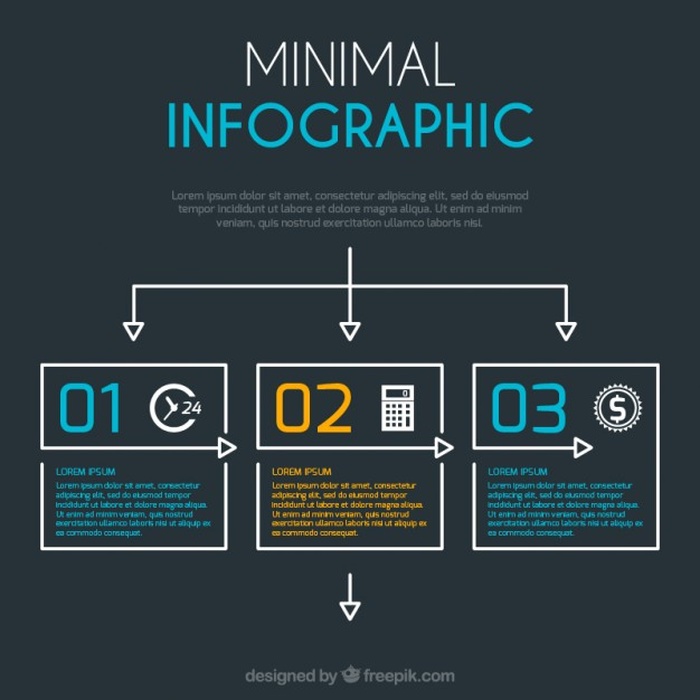 MINIMAL
INFOGRAPHIC
Lorem ipsum dolor sit amet, consectetur adipiscing elit, sed do eiusmod
tempor incididunt ut labore et dolore magna aliqua. Ut enim ad minim
veniam, quis nostrud exercitation ullamco laboris nisi.
01
24
02
0
03
$
LOREM IPSUM
Lorem ipsum dolor sit amet, consectetur
adipiscing elit, sed do eiusmod tempor
incididunt ut labore et dolore magna aliqua.
Ut enim ad minim veniam, quis nostrud
exercitation ullamco laboris nisi ut aliquip ex
ea commodo consequat.
LOREM IPSUM
Lorem ipsum dolor sit amet, consectetur
adipiscing elit, sed do eiusmod tempor
incididunt ut labore et dolore magna aliqua.
Ut enim ad minim veniam, quis nostrud
exercitation ullamco laboris nisi ut aliquip ex
ea commodo consequat.
LOREM IPSUM
Lorem ipsum dolor sit amet, consectetur
adipiscing elit, sed do eiusmod tempor
incididunt ut labore et dolore magna aliqua.
Ut enim ad minim veniam, quis nostrud
exercitation ullamco laboris nisi ut aliquip ex
ea commodo consequat.
designed by freepik.com